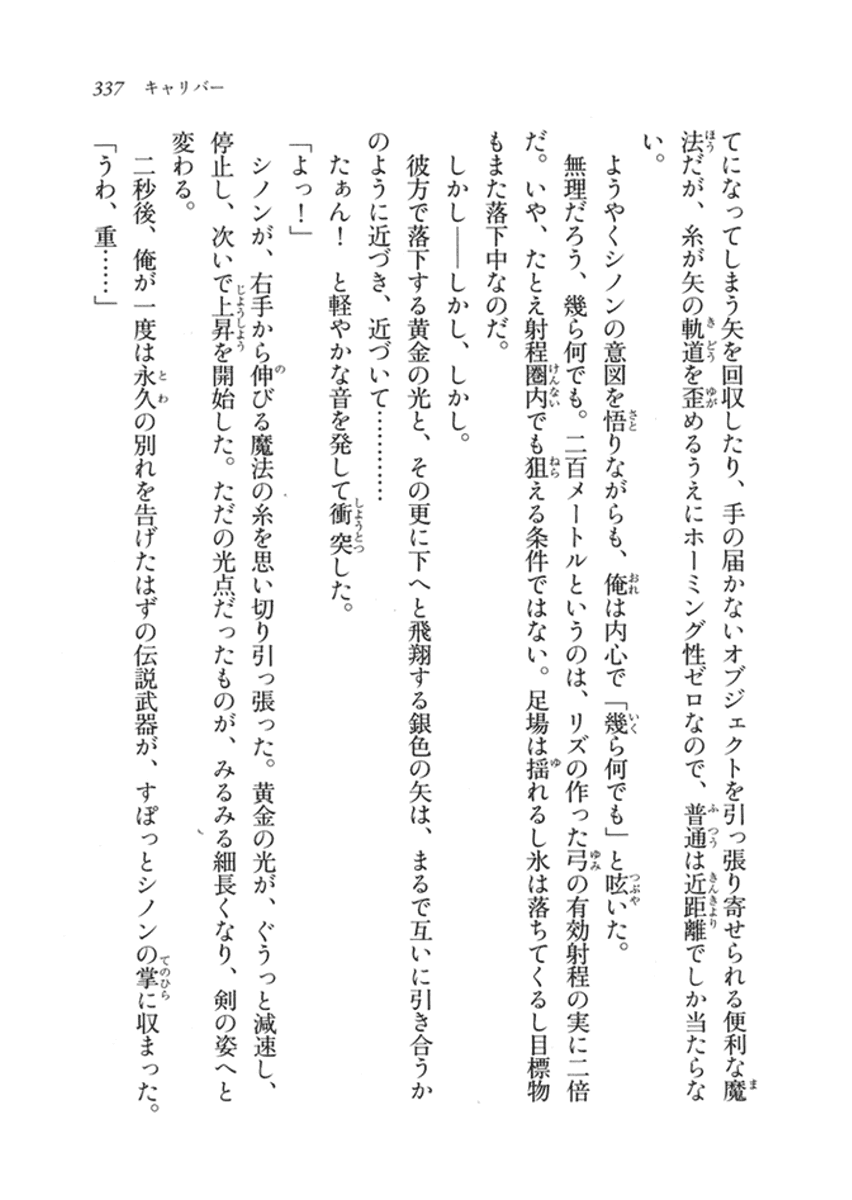 337 キャリバー
てになってしまう矢を回収したり、手の届かないオブジェクトを引っ張り寄せられる便利な魔
法だが、糸が矢の軌道を歪めるうえにホーミング性ゼロなので、普通は近距離でしか当たらな
い。
ようやくシノンの意図を悟りながらも、俺は内心で「幾ら何でも」と呟いた。
無理だろう、幾ら何でも。二百メートルというのは、リズの作った弓の有効射程の実に二倍
だ。いや、たとえ射程圏内でも狙える条件ではない。足場は揺れるし氷は落ちてくるし目標物
もまた落下中なのだ。
しかし――しかし、しかし。
彼方で落下する黄金の光と、その更に下へと飛翔する銀色の矢は、まるで互いに引き合うか
のように近づき、近づいて…………
たぁん！　と軽やかな音を発して衝突した。
「よっ！」
シノンが、右手から伸びる魔法の糸を思い切り引っ張った。黄金の光が、ぐうっと減速し、
停止し、次いで上昇を開始した。ただの光点だったものが、みるみる細長くなり、剣の姿へと
変わる。
二秒後、俺が一度は永久の別れを告げたはずの伝説武器が、すぽっとシノンの掌に収まった。
「うわ、重……」